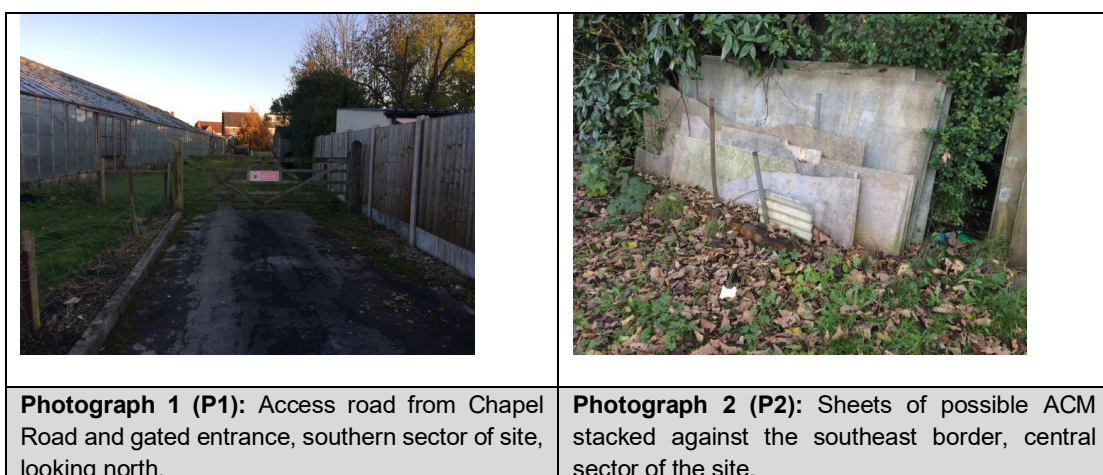 Photograph 1 (P1): Access road from Chapel
Road and gated entrance, southern sector of site,
looking north.
Photograph 2 (P2): Sheets of possible ACM
stacked against the southeast border, central
sector of the site.